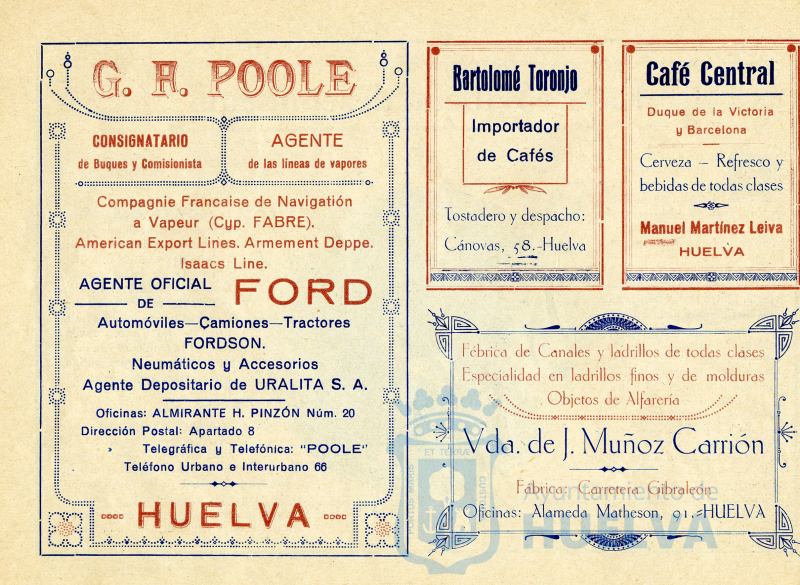 G. A. POOLE
CONSIGNATARIO
de Buques y Comisionista
AGENTE
de las líneas de vapores
Compagnie Francaise de Navigatión
a Vapeur (Cyp. FABRE).
American Export Lines. Armement Deppe.
Isaacs Line.
AGENTE OFICIAL
DE
FORD
Automóviles—Camiones—Tractores
FORDSON.
Neumáticos y Accesorios
Agente Depositario de URALITA S. A.
Oficinas: ALMIRANTE H. PINZÓN Núm. 20
Dirección Postal: Apartado 8
Telegráfica y Telefónica: "POOLE"
Teléfono Urbano e Interurbano 66
HUELVA
Bartolomé Toronjo
Importador
de Cafés
Tostadero y despacho:
Cánovas, 58.-Huelva
Café Central
Duque de la Victoria
y Barcelona
Cerveza – Refresco y
bebidas de todas clases
Manuel Martínez Leiva
HUELVA
Fábrica de Canales y ladrillos de todas clases
Especialidad en ladrillos finos y de molduras
Objetos de Alfarería
Vda. de J. Muñoz Carrión
Fábrica: Carretera Gibraleón
Oficinas: Alameda Matheson, 91.-HUELVA
Ayuntamiento de
HUELVA